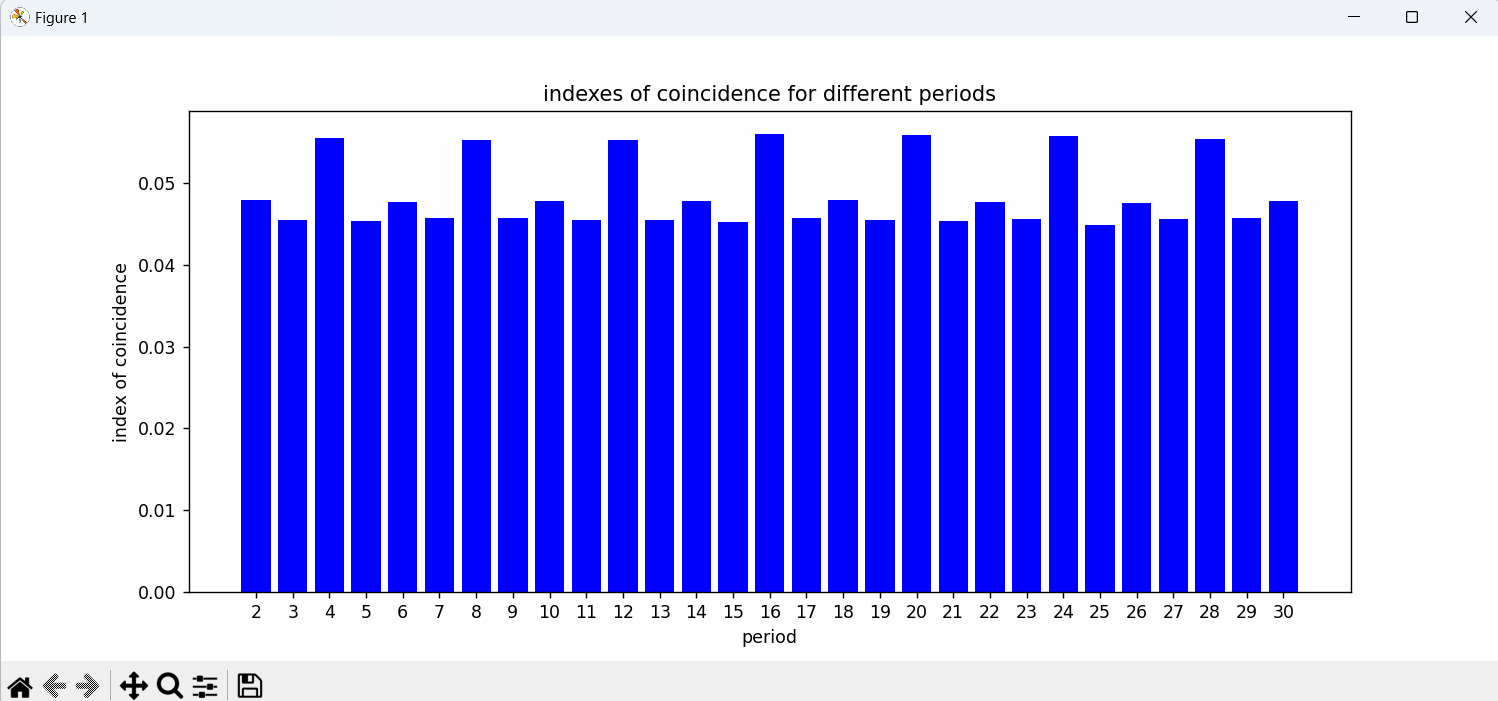 Figure 1
indexes of coincidence for different periods
index of coincidence
0.05
0.04
0.03
0.02
0.01
0.00
2 3 4 5 6 7 8 9 10 11 12 13 14 15 16 17 18 19 20 21 22 23 24 25 26 27 28 29 30
period